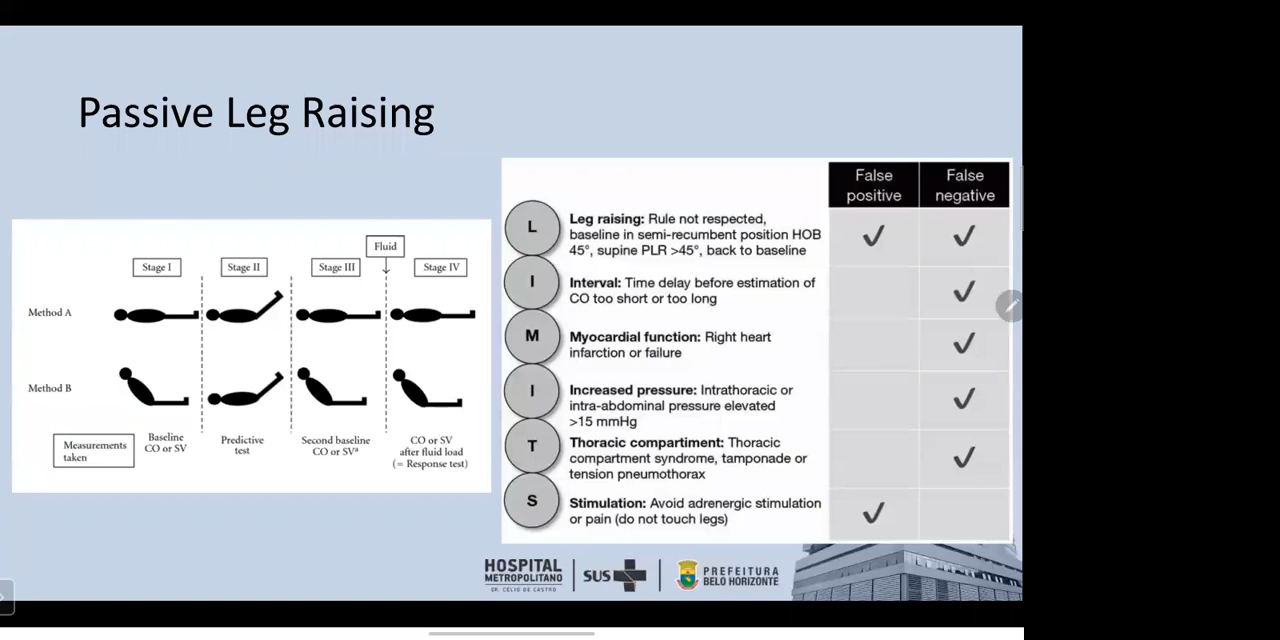 Passive Leg Raising
Fluid
Stage I
Stage II
Stage III
Stage IV
Method A
Method B
Measurements
taken
Baseline
CO or SV
Predictive
test
Second baseline
CO or SVª
CO or SV
after fluid load
(= Response test)
False
positive
False
negative
L
Leg raising: Rule not respected,
baseline in semi-recumbent position HOB
45°, supine PLR >45°, back to baseline
I
Interval: Time delay before estimation of
CO too short or too long
M
Myocardial function: Right heart
infarction or failure
I
Increased pressure: Intrathoracic or
intra-abdominal pressure elevated
>15 mmHg
T
Thoracic compartiment: Thoracic
compartment syndrome, tamponade or
tension pneumothorax
S
Stimulation: Avoid adrenergic stimulation
or pain (do not touch legs)
HOSPITAL
METROPOLITANO
DR. CÉLIO DE CASTRO
SUS
PREFEITURA
BELO HORIZONTE